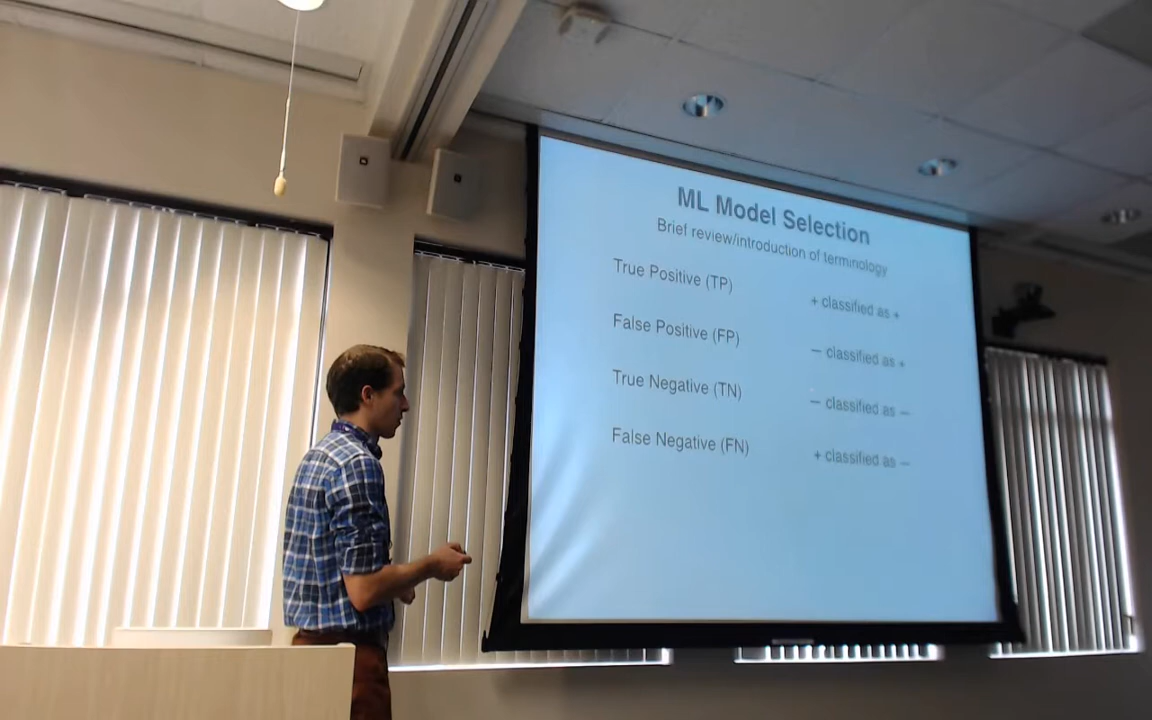 ML Model Selection
Brief review/introduction of terminology
True Positive (TP) + classified as +
False Positive (FP) − classified as +
True Negative (TN) − classified as −
False Negative (FN) + classified as −